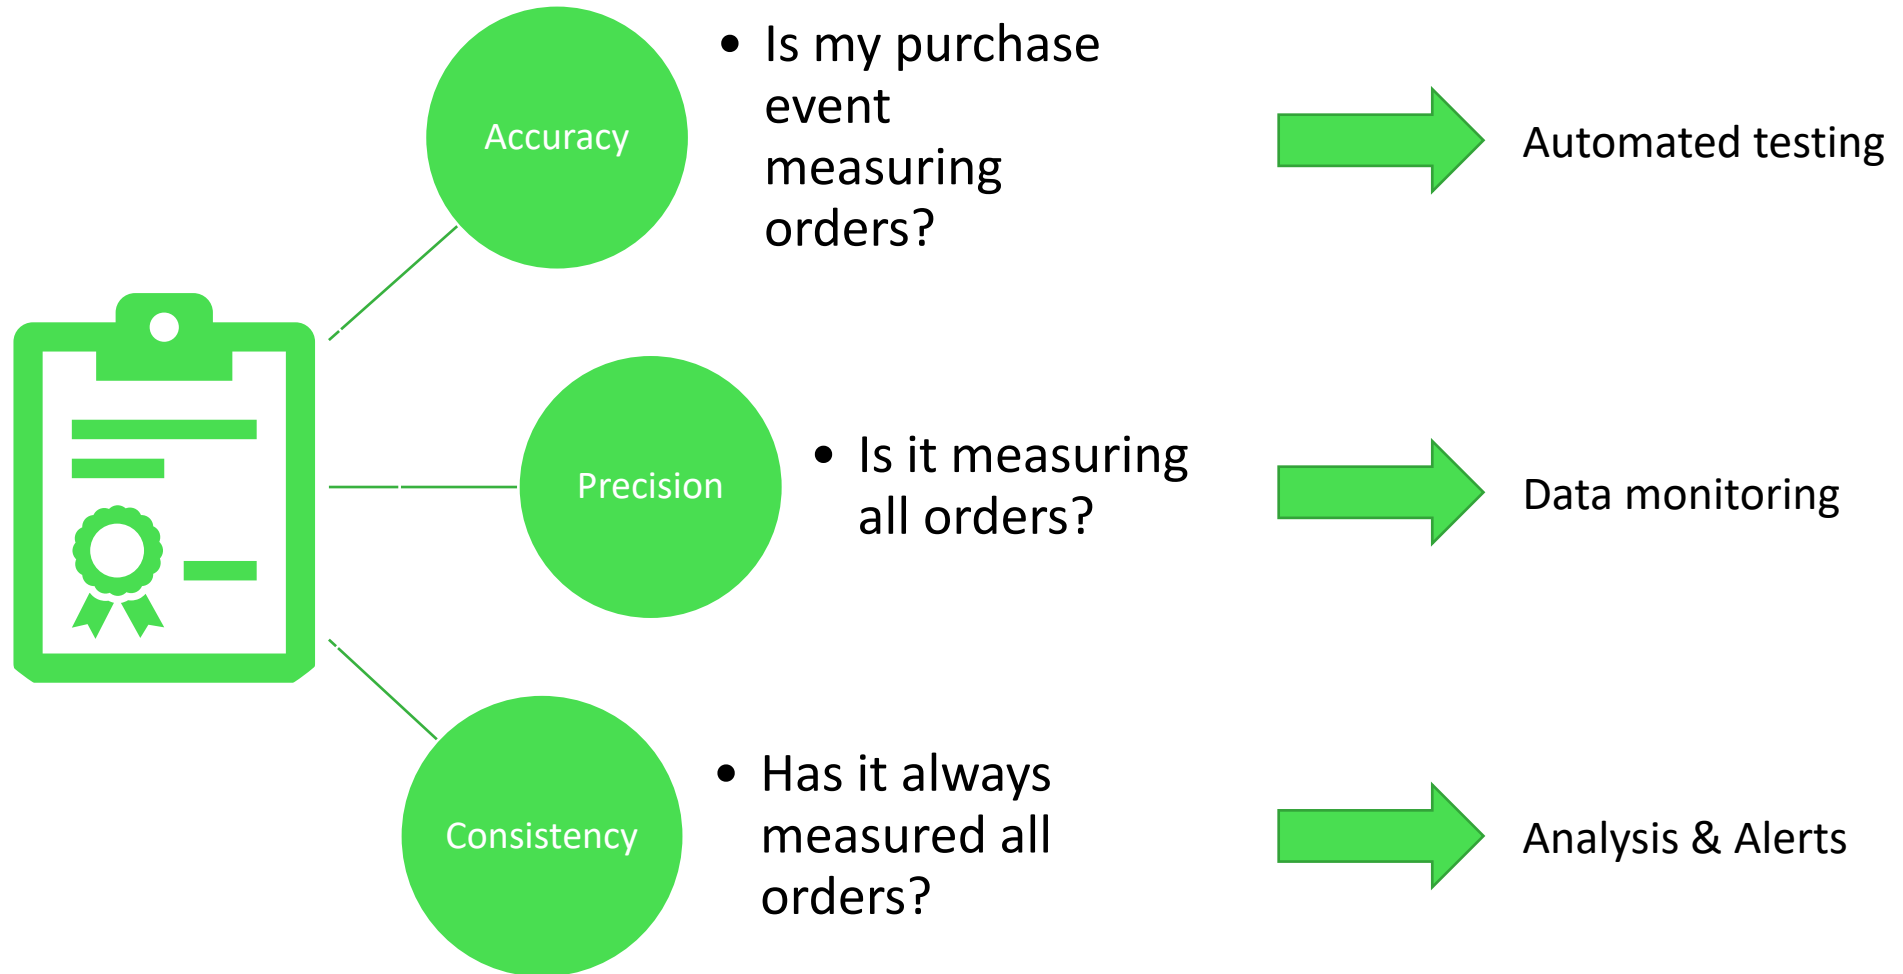 Accuracy
• Is my purchase
event
measuring
orders?
Automated testing
Precision
• Is it measuring
all orders?
Data monitoring
Consistency
• Has it always
measured all
orders?
Analysis & Alerts